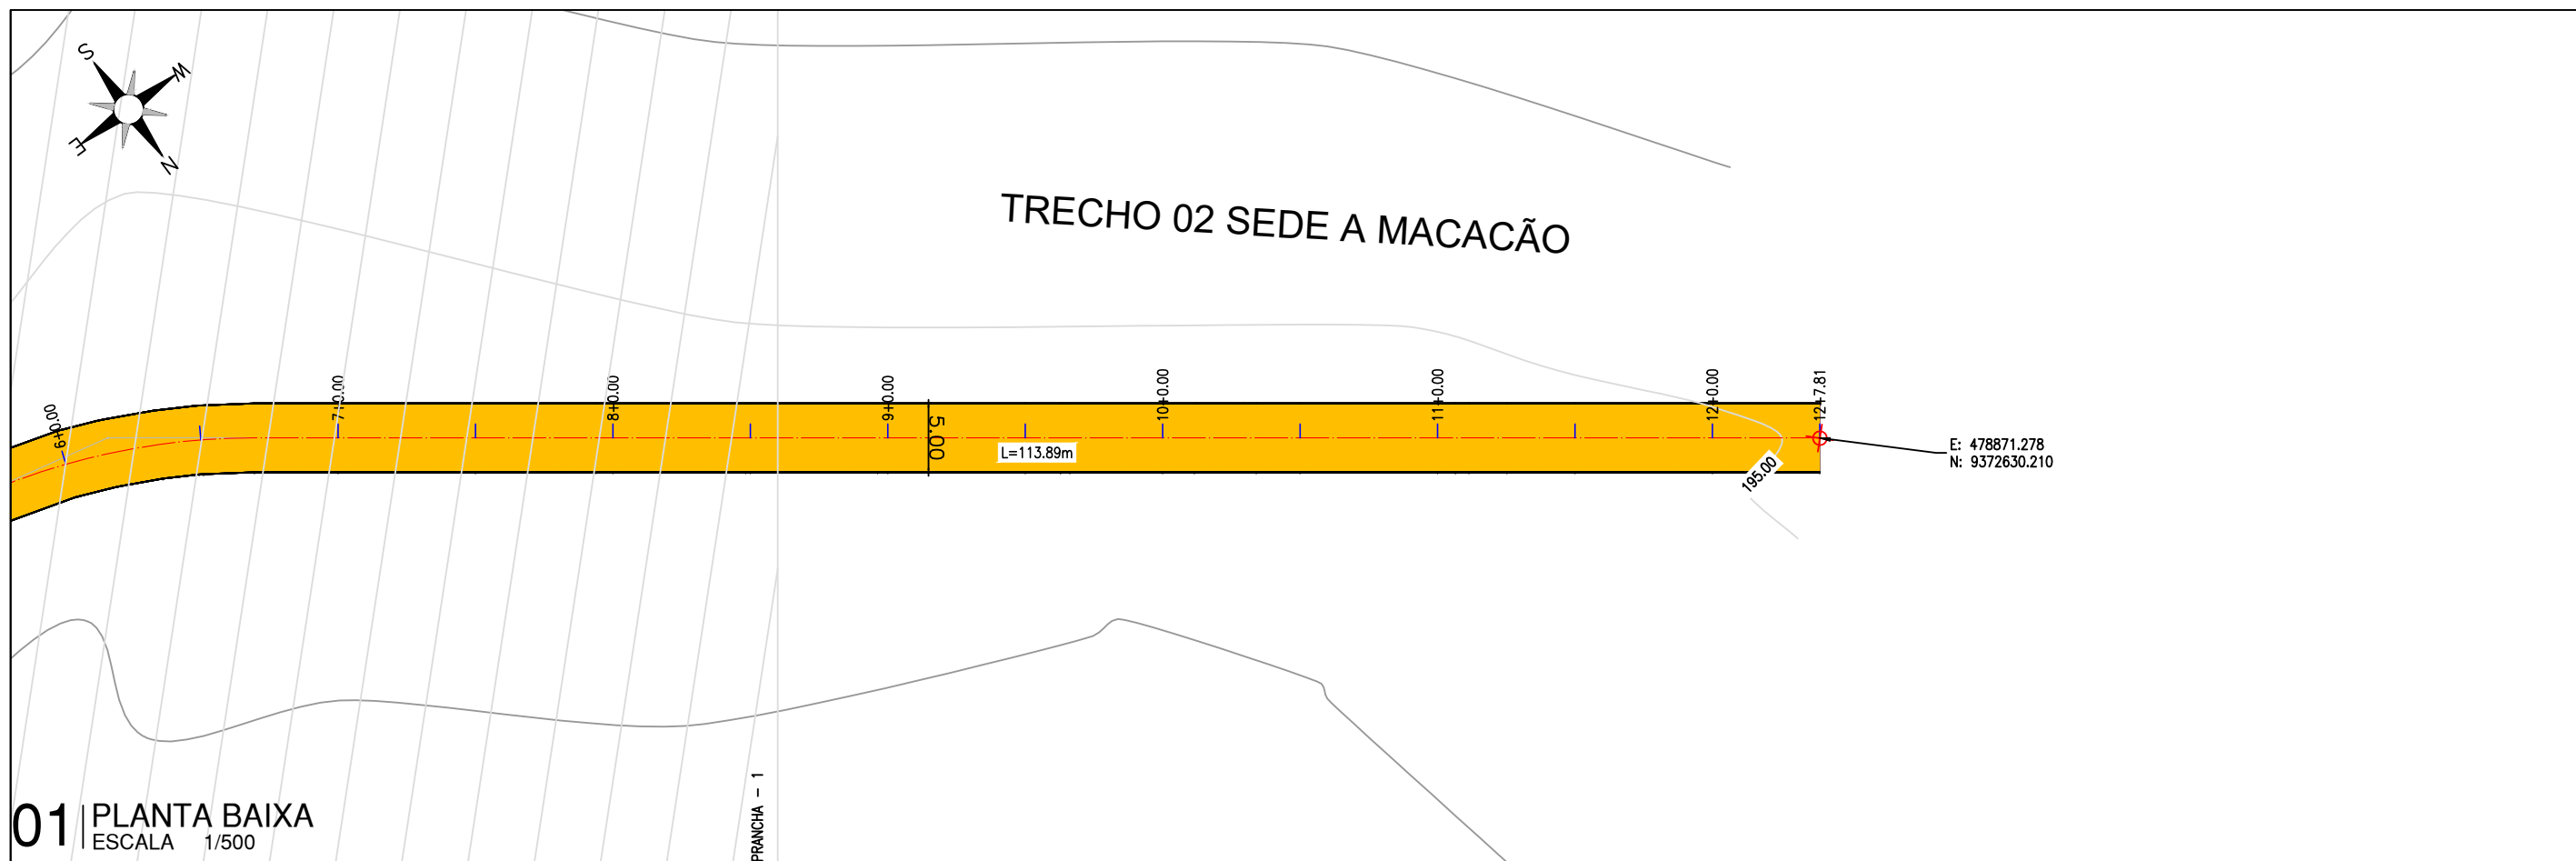 S
W
E
N
TRECHO 02 SEDE A MACACÃO
6+0.00
7+0.00
8+0.00
9+0.00
10+0.00
11+0.00
12+0.00
12+7.81
5.00
L=113.89m
E: 478871.278
N: 9372630.210
195.00
PRANCHA - 1
01 PLANTA BAIXA
ESCALA 1/500